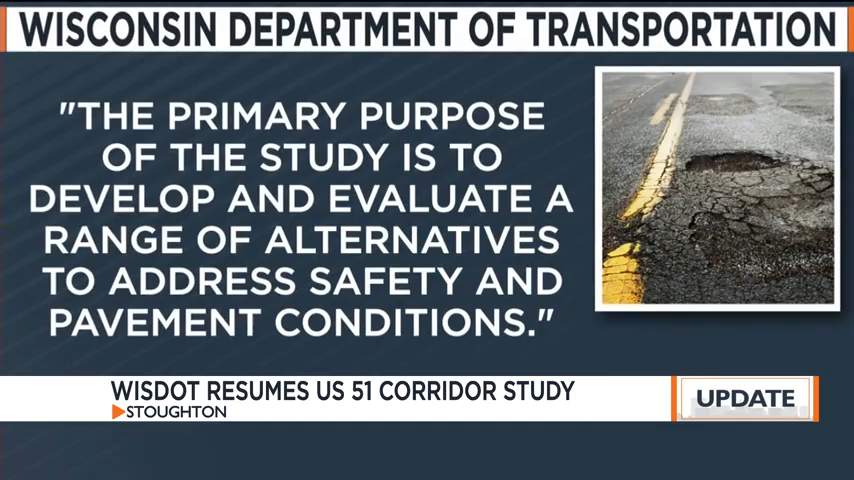 WISCONSIN DEPARTMENT OF TRANSPORTATION
"THE PRIMARY PURPOSE
OF THE STUDY IS TO
DEVELOP AND EVALUATE A
RANGE OF ALTERNATIVES
TO ADDRESS SAFETY AND
PAVEMENT CONDITIONS."
WISDOT RESUMES US 51 CORRIDOR STUDY
STOUGHTON
UPDATE